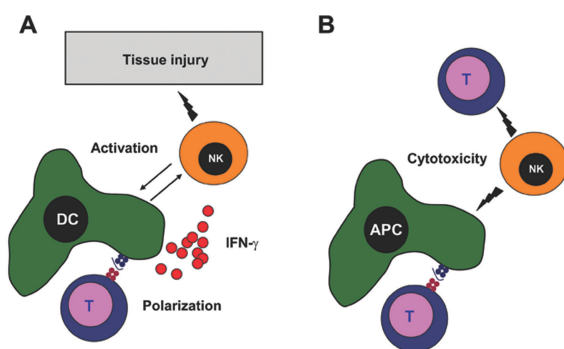 A
Tissue injury
Activation
NK
DC
IFN-γ
T
Polarization
B
T
Cytotoxicity
NK
APC
T